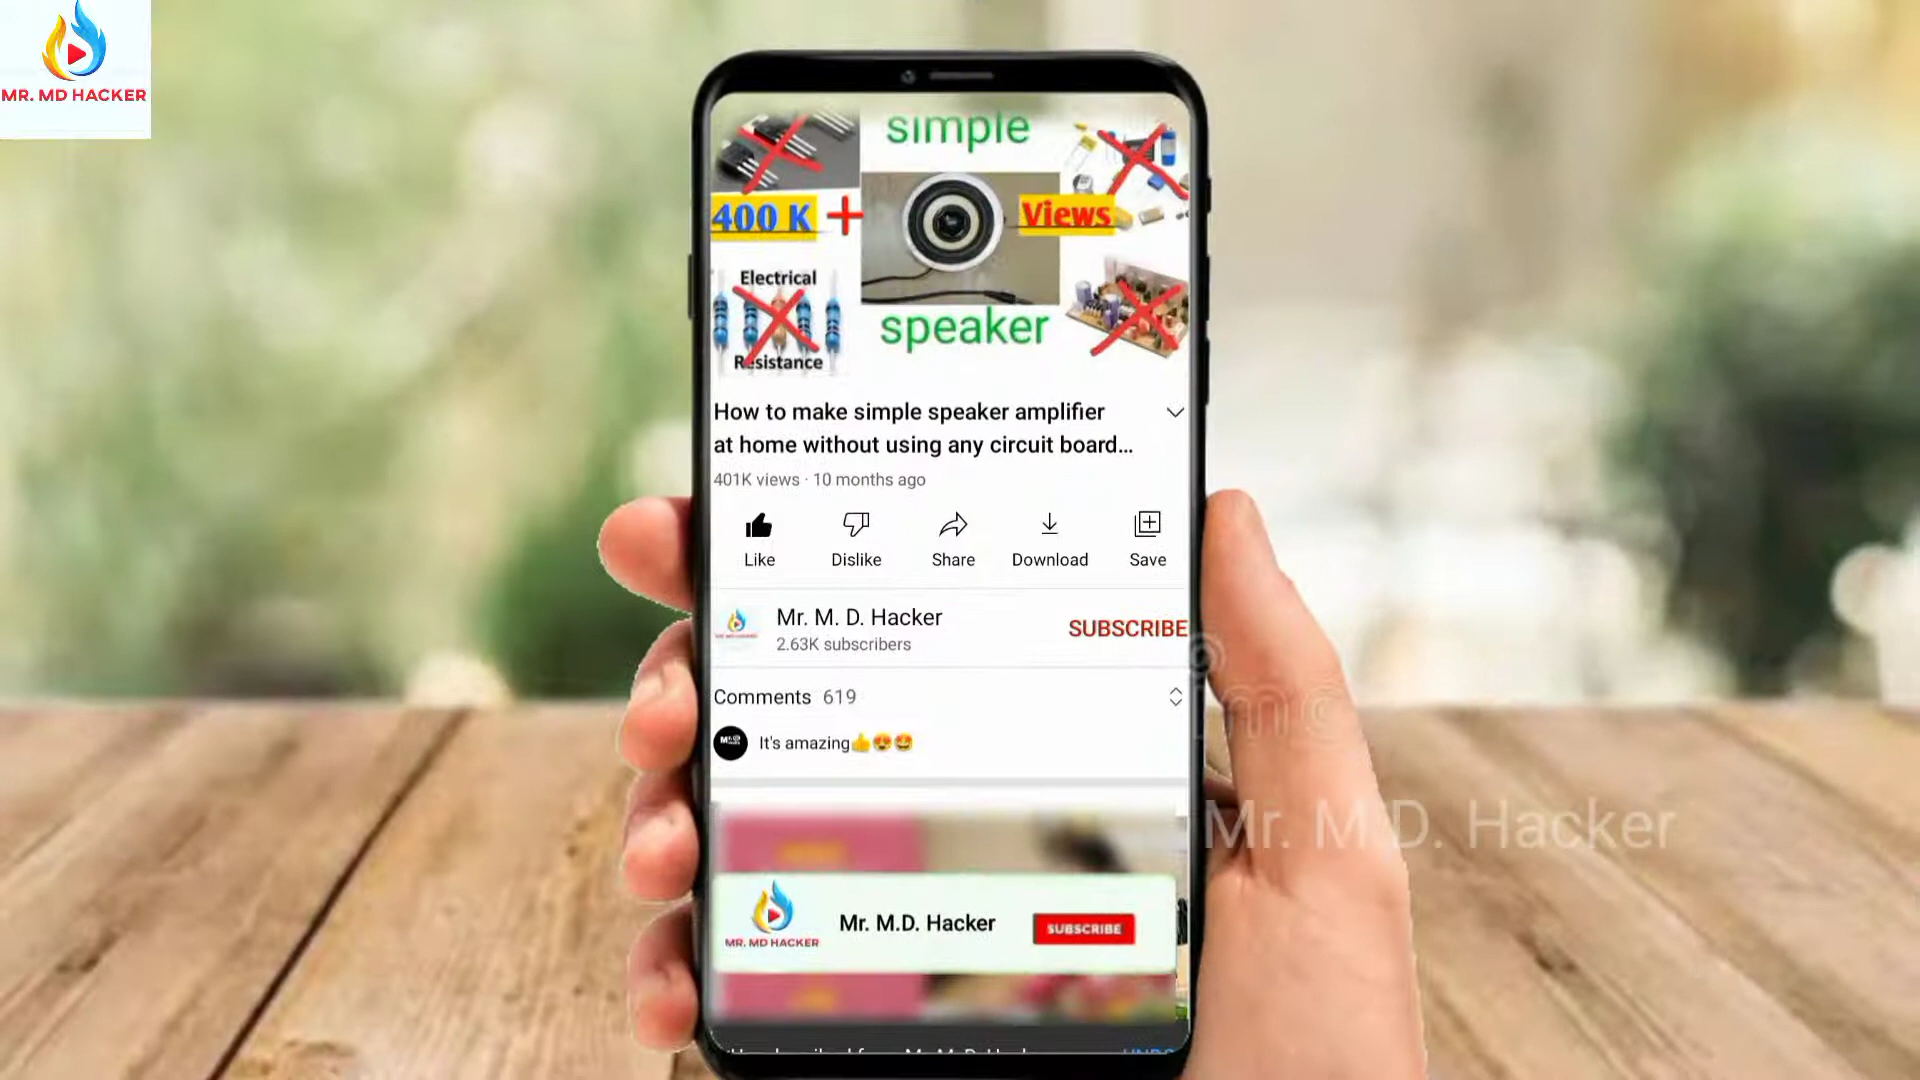 MR. MD HACKER
simple
400 K +
Views
Electrical
Resistance
speaker
How to make simple speaker amplifier
at home without using any circuit board...
401K views · 10 months ago
Like
Dislike
Share
Download
Save
Mr. M. D. Hacker
2.63K subscribers
SUBSCRIBE
Comments 619
It's amazing👍😍🤩
Mr. M.D. Hacker
MR. MD HACKER
Mr. M.D. Hacker
SUBSCRIBE